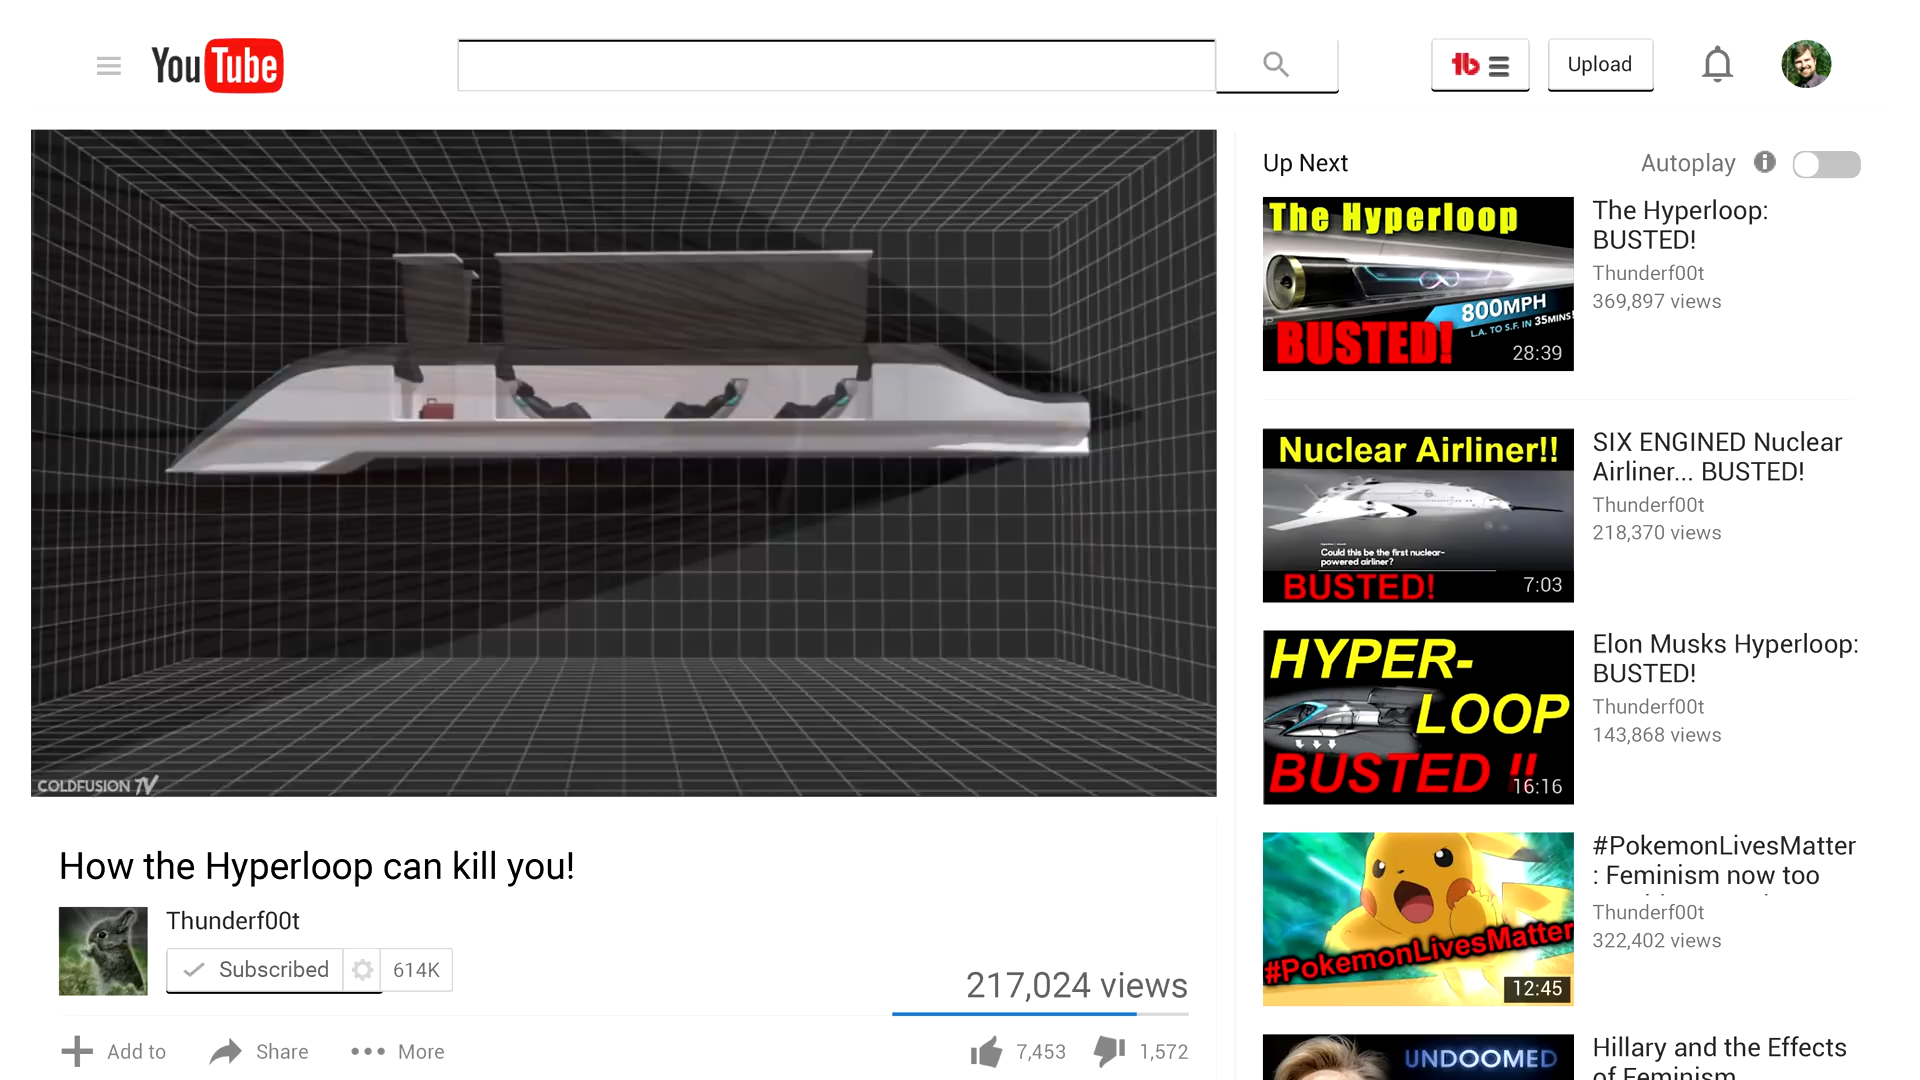 YouTube
Upload
COLDFUSION TV
How the Hyperloop can kill you!
Thunderf00t
Subscribed
614K
217,024 views
Add to
Share
More
7,453
1,572
Up Next
Autoplay
The Hyperloop
800MPH
L.A. TO S.F. IN 35MINS!
BUSTED!
28:39
The Hyperloop:
BUSTED!
Thunderf00t
369,897 views
Nuclear Airliner!!
Could this be the first nuclear-
powered airliner?
BUSTED!
7:03
SIX ENGINED Nuclear
Airliner... BUSTED!
Thunderf00t
218,370 views
HYPER-
LOOP
BUSTED !!
16:16
Elon Musks Hyperloop:
BUSTED!
Thunderf00t
143,868 views
#PokemonLivesMatter
12:45
#PokemonLivesMatter
: Feminism now too
Thunderf00t
322,402 views
UNDOOMED
Hillary and the Effects
of Feminism